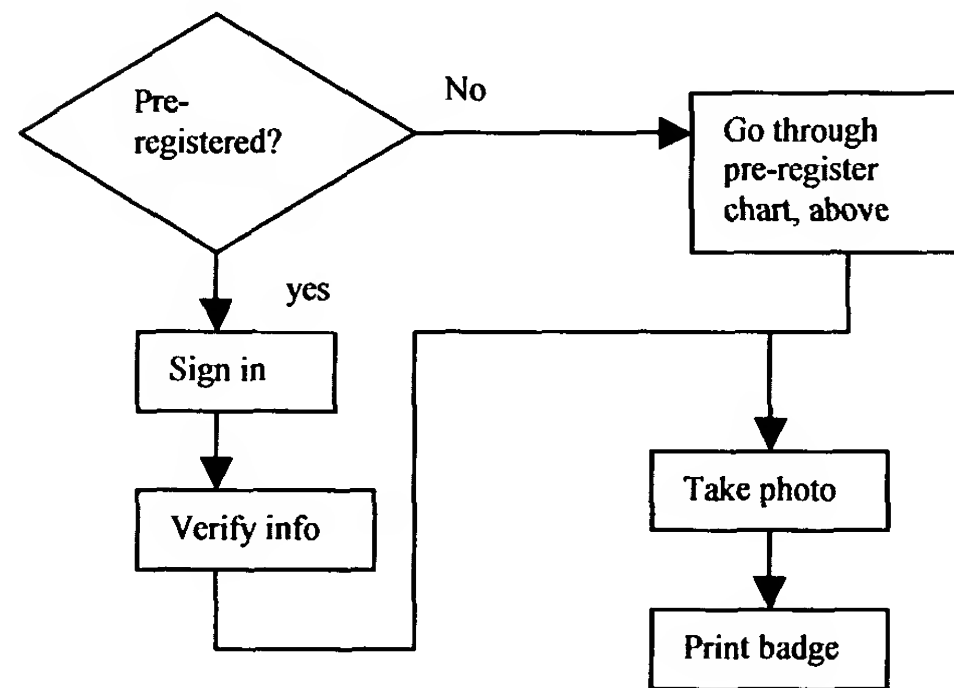 Pre-
registered?
No
Go through
pre-register
chart, above
yes
Sign in
Verify info
Take photo
Print badge